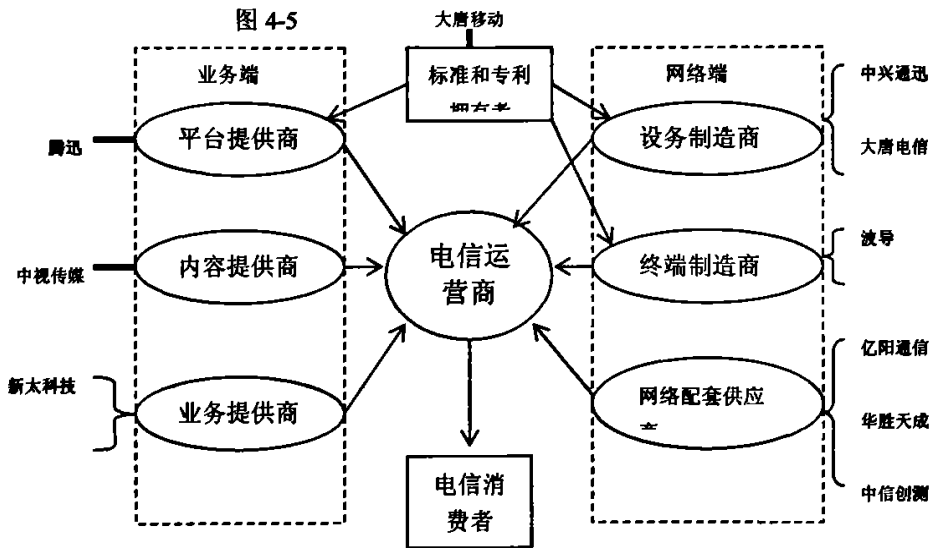 图 4-5
大唐移动
业务端
标准和专利
拥有者
网络端
中兴通迅
平台提供商
设务制造商
腾迅
大唐电信
电信运
营商
内容提供商
终端制造商
波导
中视传媒
新太科技
业务提供商
网络配套供应
亿阳通信
华胜天成
中信创测
电信消
费者